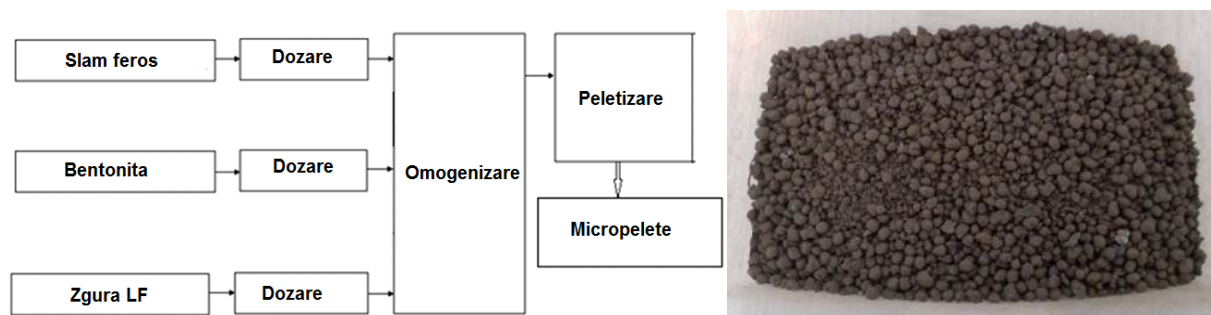 Slam feros
Dozare
Bentonita
Dozare
Zgura LF
Dozare
Omogenizare
Peletizare
Micropelete